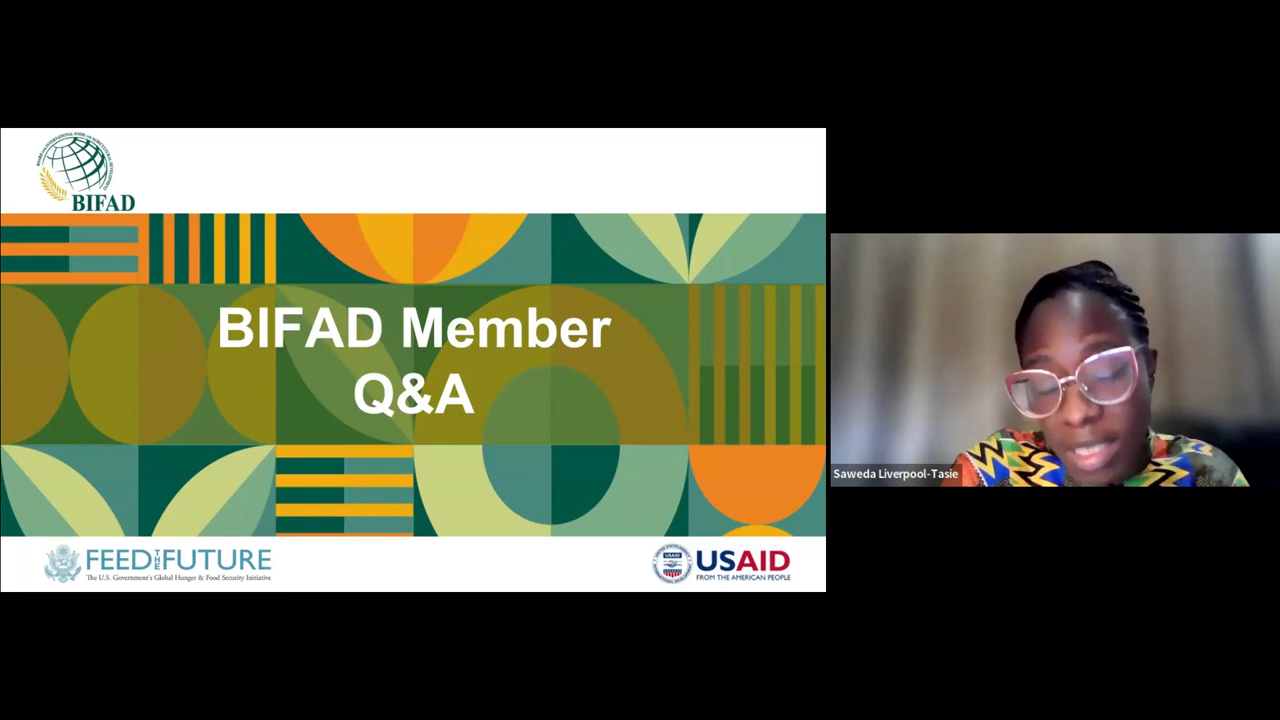 BIFAD
BIFAD Member
Q&A
FEED THE FUTURE
The U.S. Government's Global Hunger & Food Security Initiative
USAID
USAID
FROM THE AMERICAN PEOPLE
Saweda Liverpool-Tasie